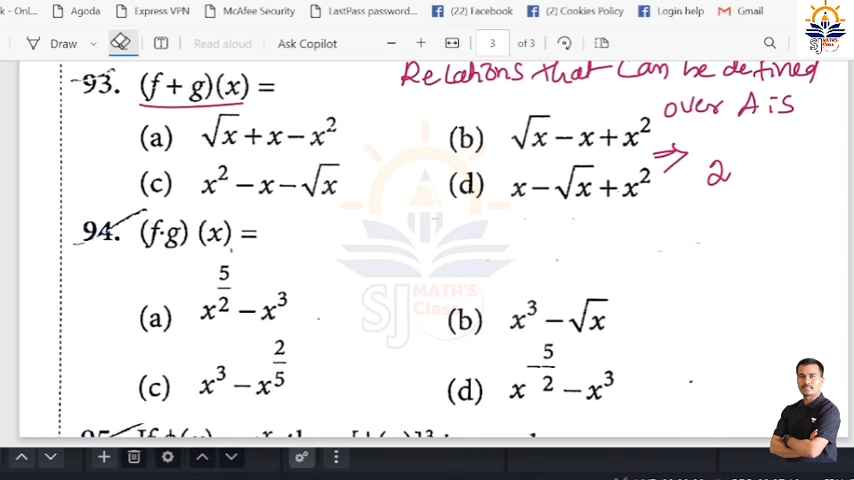 k - Onl... Agoda Express VPN McAfee Security LastPass password... (22) Facebook (2) Cookies Policy Login help Gmail
Draw Read aloud Ask Copilot 3 of 3
93. (f + g)(x) =
Relations that can be defined
over A is
(a) √x + x − x² (b) √x − x + x²
(c) x² − x − √x (d) x − √x + x²
⇒ 2
94. (f·g) (x) =
(a) x^(5/2) − x³ (b) x³ − √x
(c) x³ − x^(2/5) (d) x^(−5/2) − x³
SJ MATH'S Class